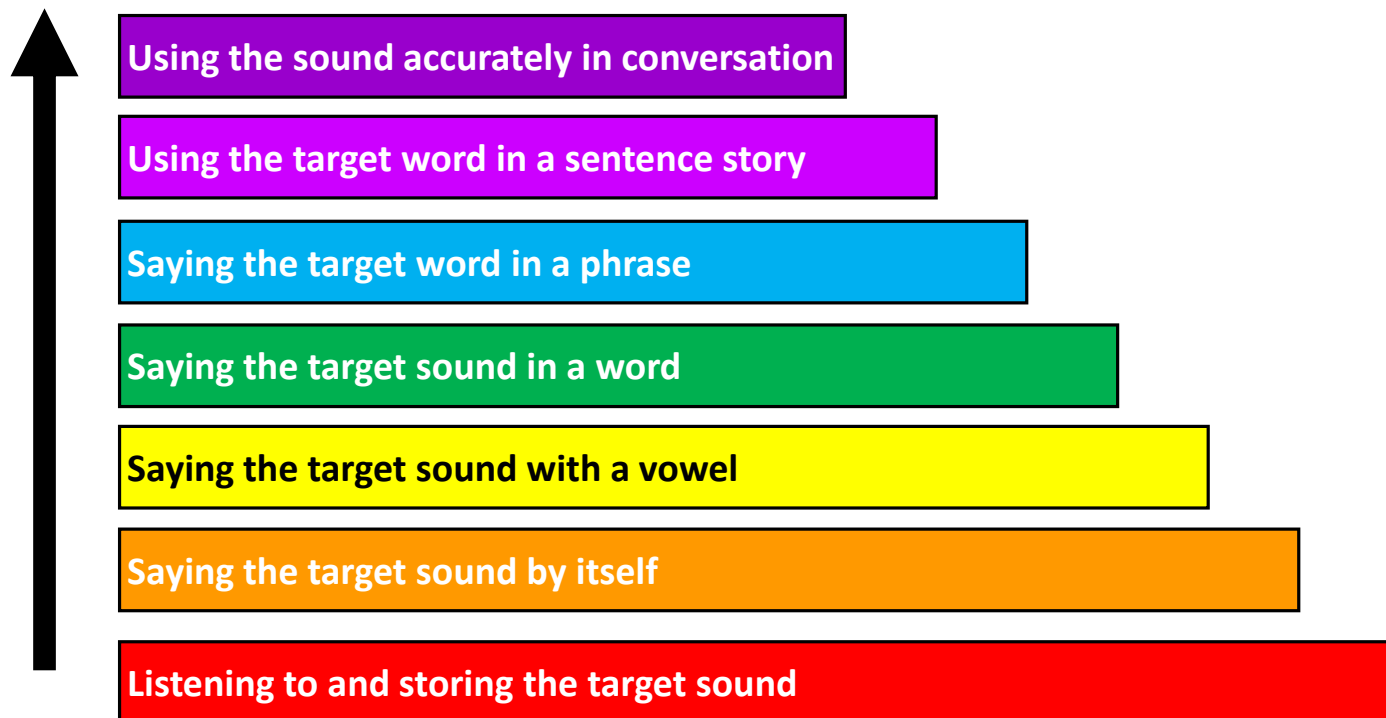 Using the sound accurately in conversation
Using the target word in a sentence story
Saying the target word in a phrase
Saying the target sound in a word
Saying the target sound with a vowel
Saying the target sound by itself
Listening to and storing the target sound